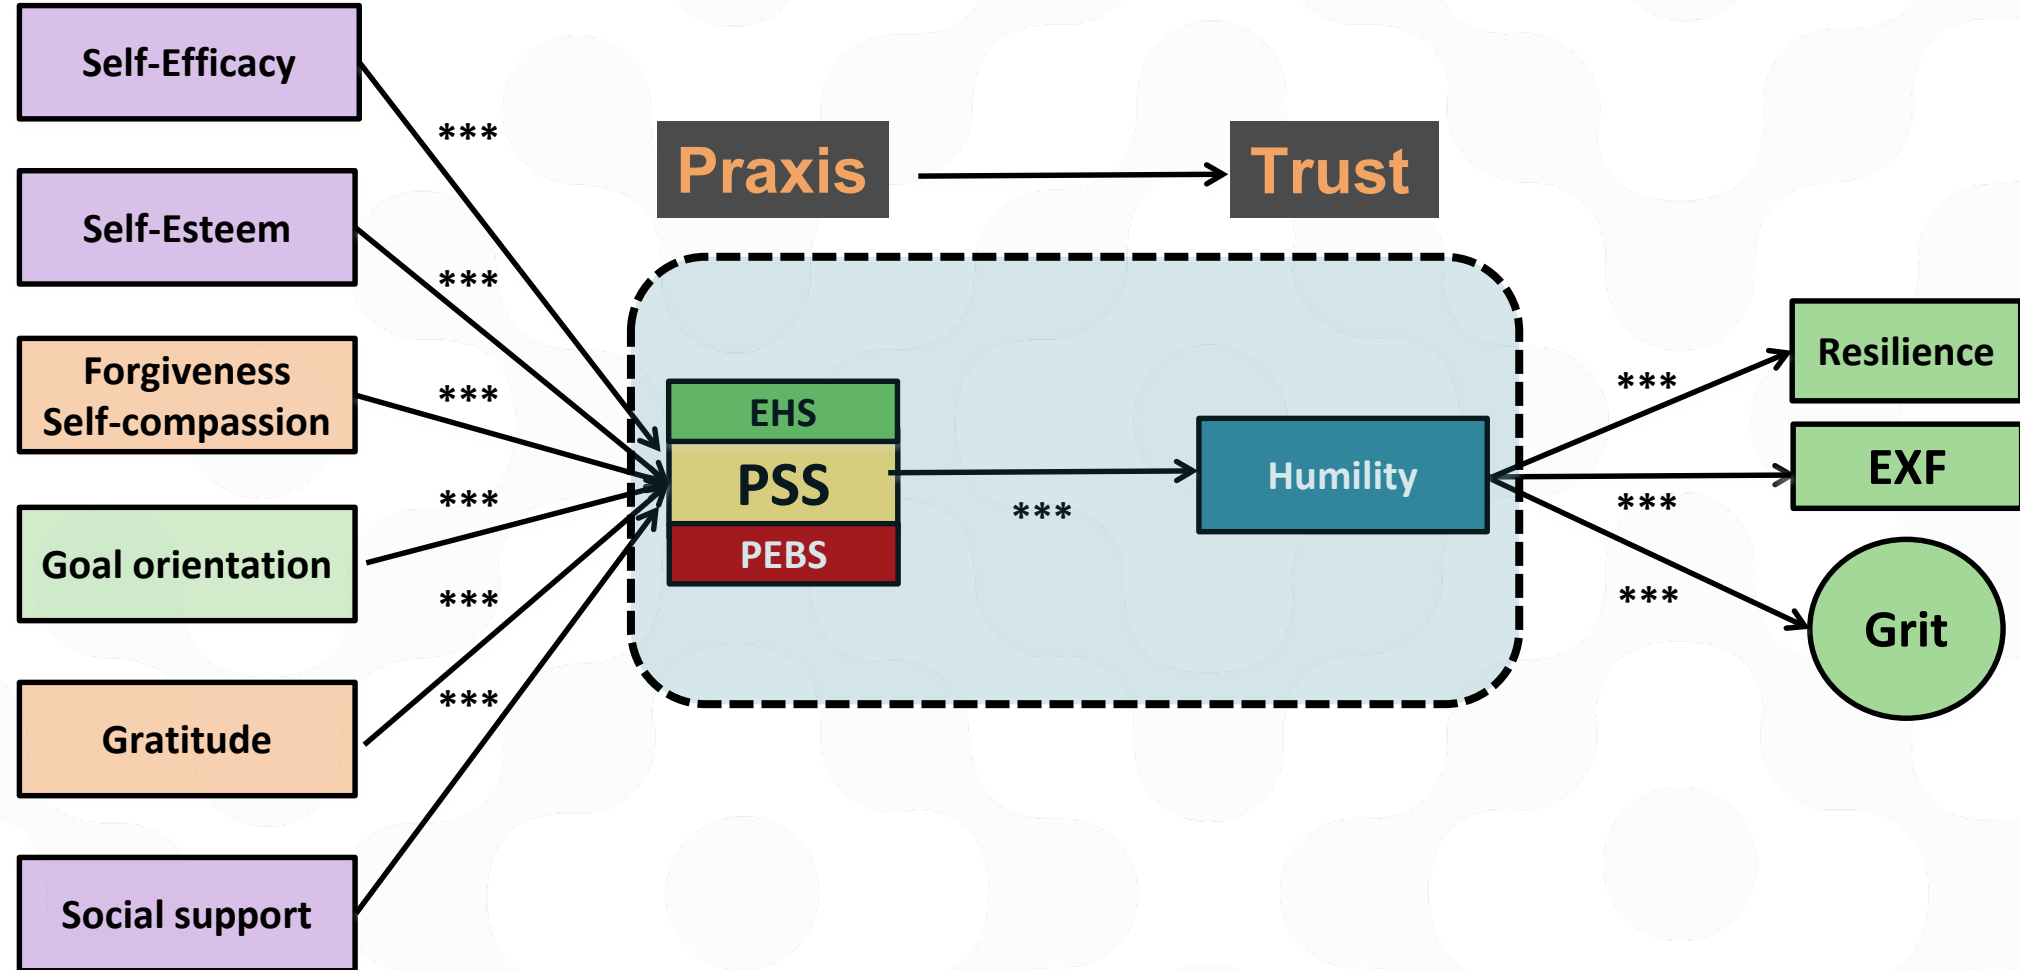 Self-Efficacy
***
Praxis
Trust
Self-Esteem
***
Forgiveness
Self-compassion
***
EHS
PSS
PEBS
***
Humility
***
Resilience
***
EXF
***
Grit
Goal orientation
***
***
Gratitude
***
Social support